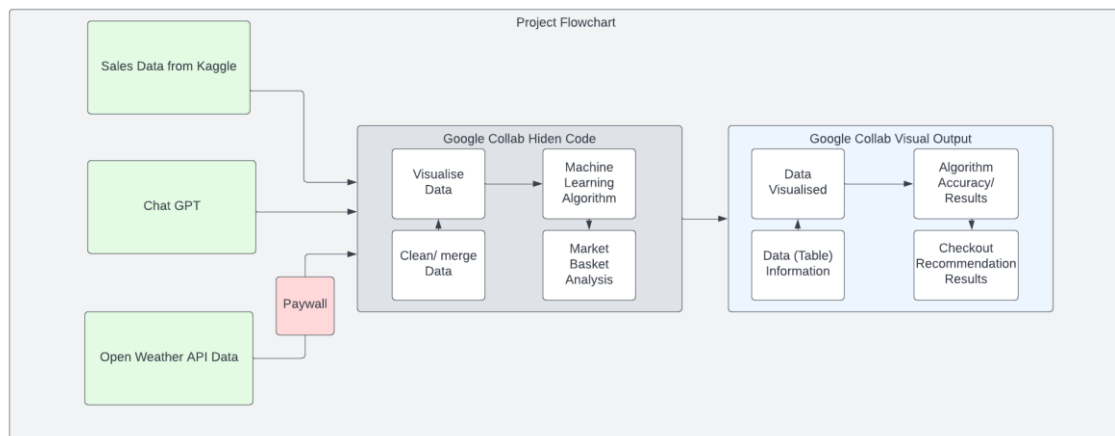 Project Flowchart
Sales Data from Kaggle
Chat GPT
Paywall
Open Weather API Data
Google Collab Hiden Code
Visualise
Data
Machine
Learning
Algorithm
Clean/ merge
Data
Market
Basket
Analysis
Google Collab Visual Output
Data
Visualised
Algorithm
Accuracy/
Results
Data (Table)
Information
Checkout
Recommendation
Results